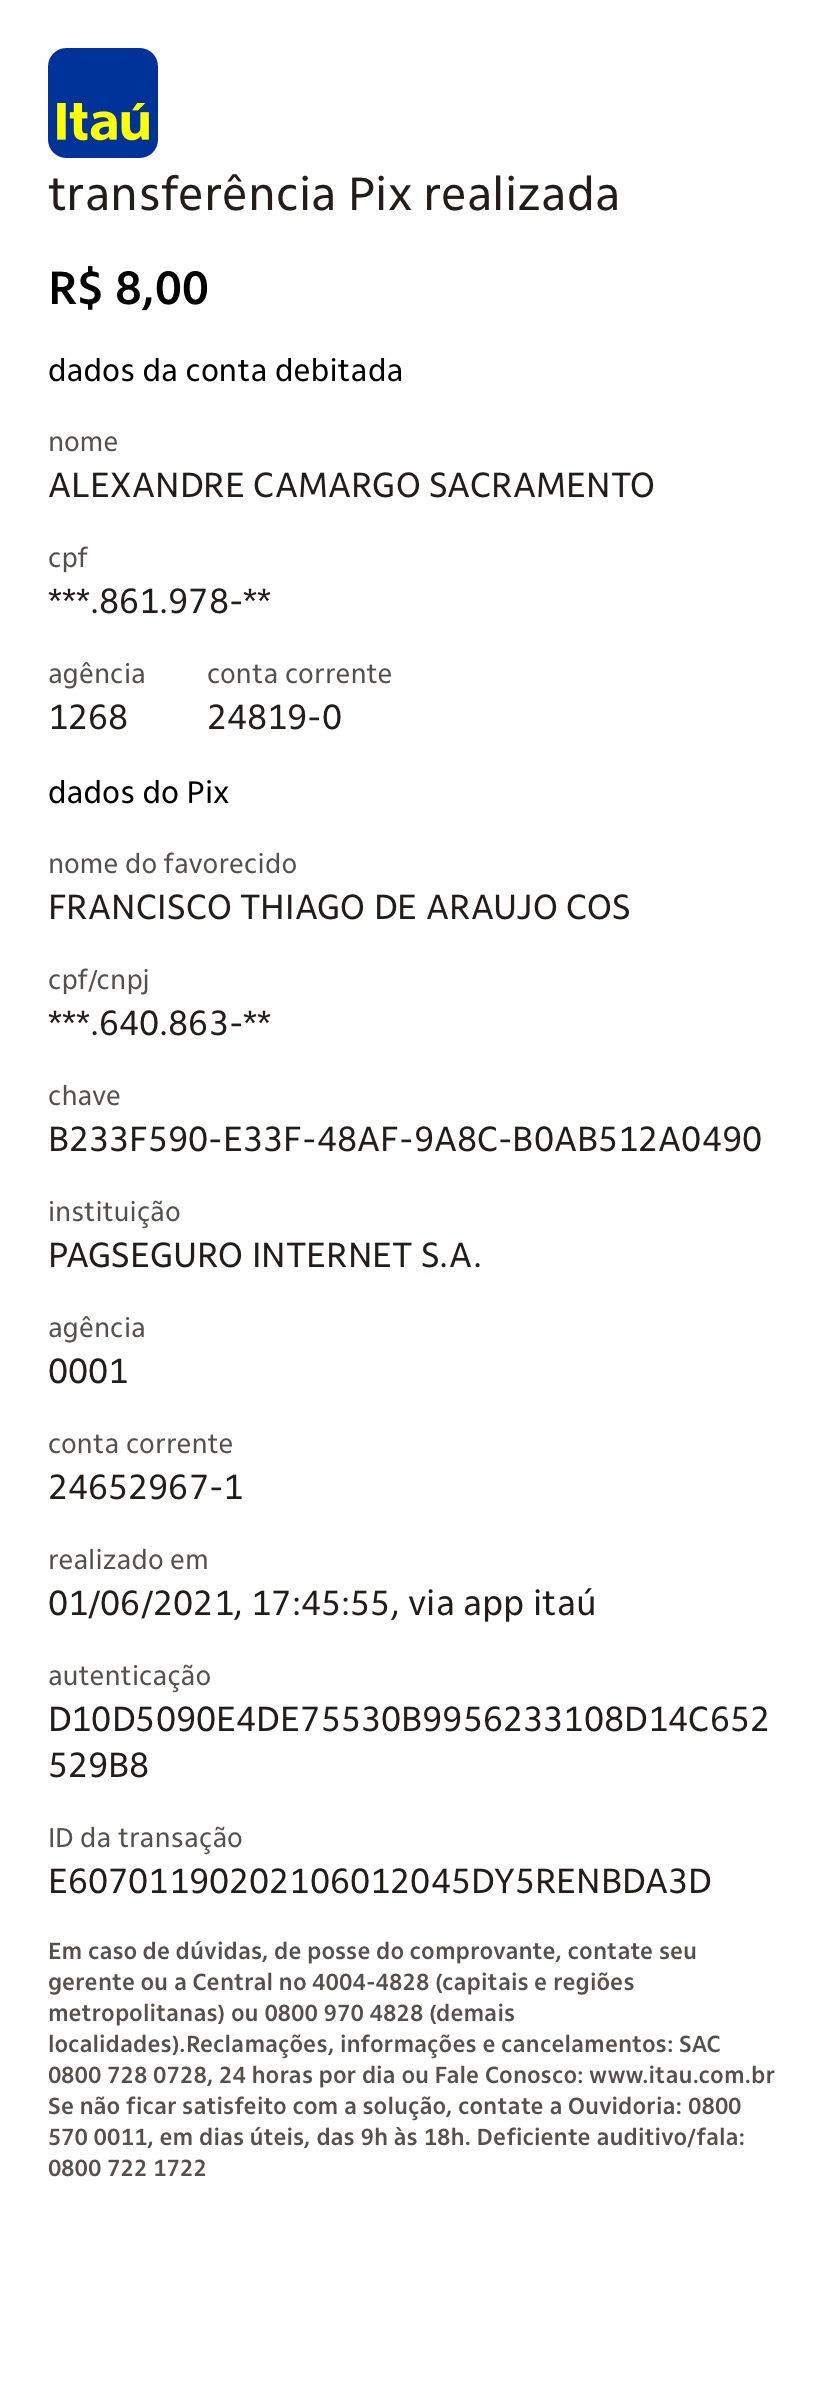 Itaú
transferência Pix realizada
R$ 8,00
dados da conta debitada
nome
ALEXANDRE CAMARGO SACRAMENTO
cpf
***.861.978-**
agência conta corrente
1268 24819-0
dados do Pix
nome do favorecido
FRANCISCO THIAGO DE ARAUJO COS
cpf/cnpj
***.640.863-**
chave
B233F590-E33F-48AF-9A8C-B0AB512A0490
instituição
PAGSEGURO INTERNET S.A.
agência
0001
conta corrente
24652967-1
realizado em
01/06/2021, 17:45:55, via app itaú
autenticação
D10D5090E4DE75530B9956233108D14C652
529B8
ID da transação
E60701190202106012045DY5RENBDA3D
Em caso de dúvidas, de posse do comprovante, contate seu
gerente ou a Central no 4004-4828 (capitais e regiões
metropolitanas) ou 0800 970 4828 (demais
localidades).Reclamações, informações e cancelamentos: SAC
0800 728 0728, 24 horas por dia ou Fale Conosco: www.itau.com.br
Se não ficar satisfeito com a solução, contate a Ouvidoria: 0800
570 0011, em dias úteis, das 9h às 18h. Deficiente auditivo/fala:
0800 722 1722